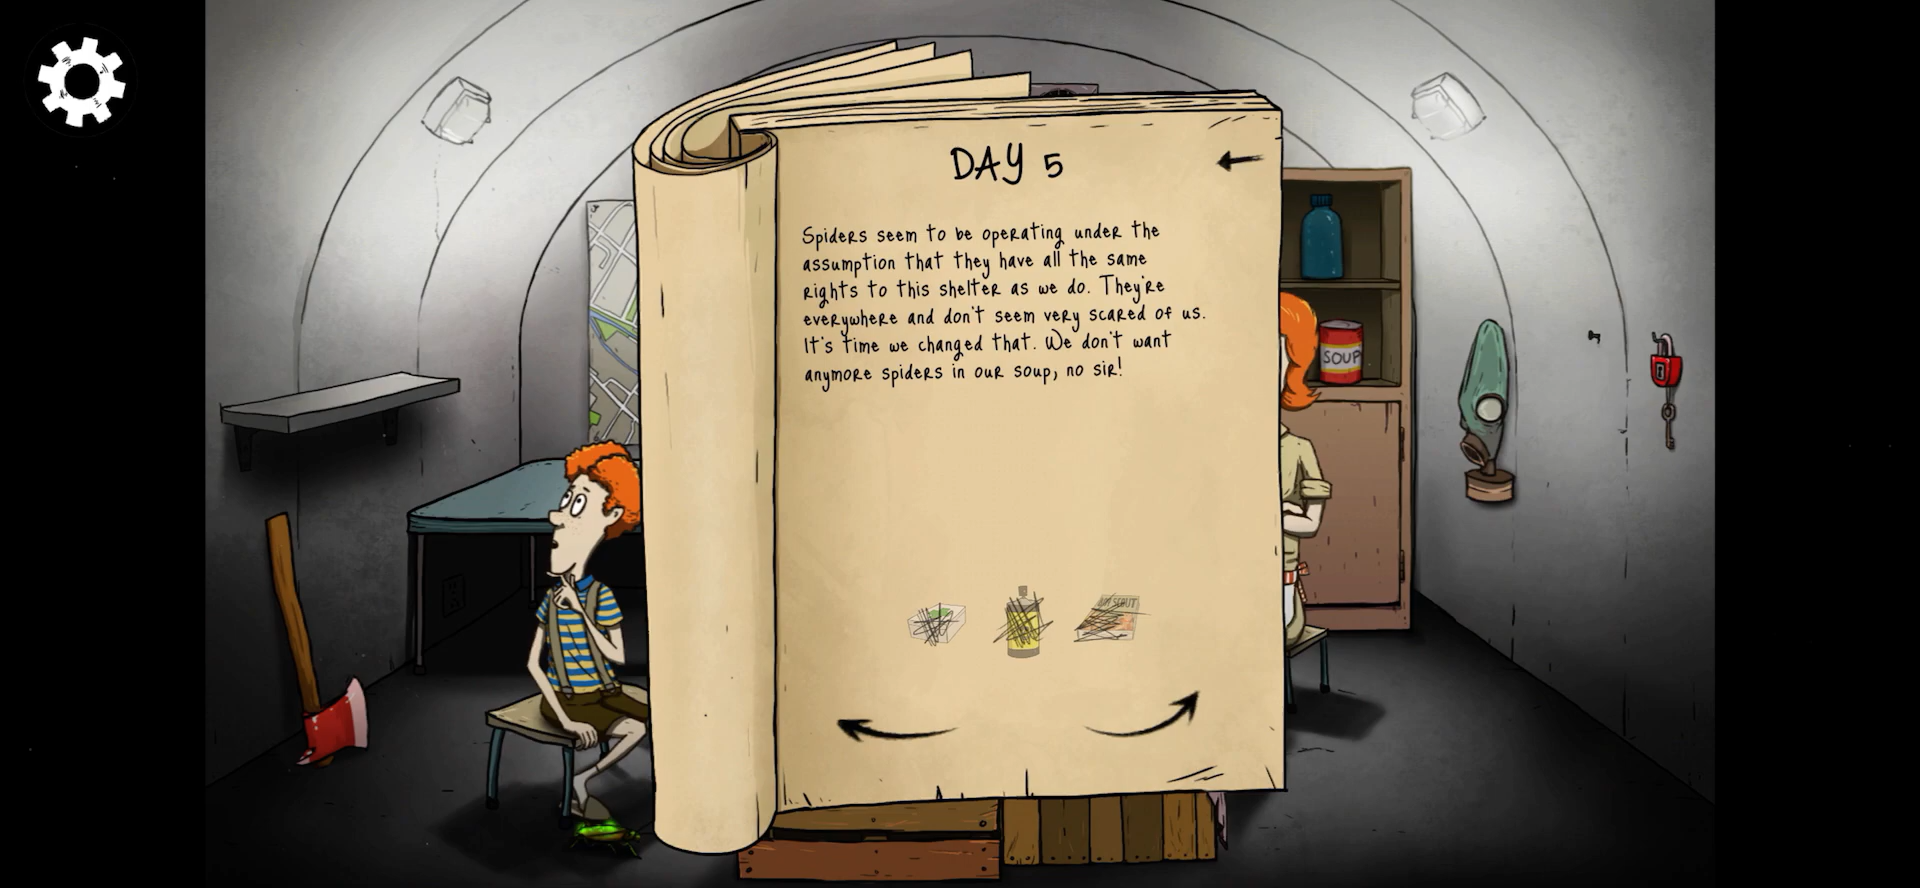 DAY 5
Spiders seem to be operating under the
assumption that they have all the same
rights to this shelter as we do. They're
everywhere and don't seem very scared of us.
It's time we changed that. We don't want
anymore spiders in our soup, no sir!
SOUP
SCOUT